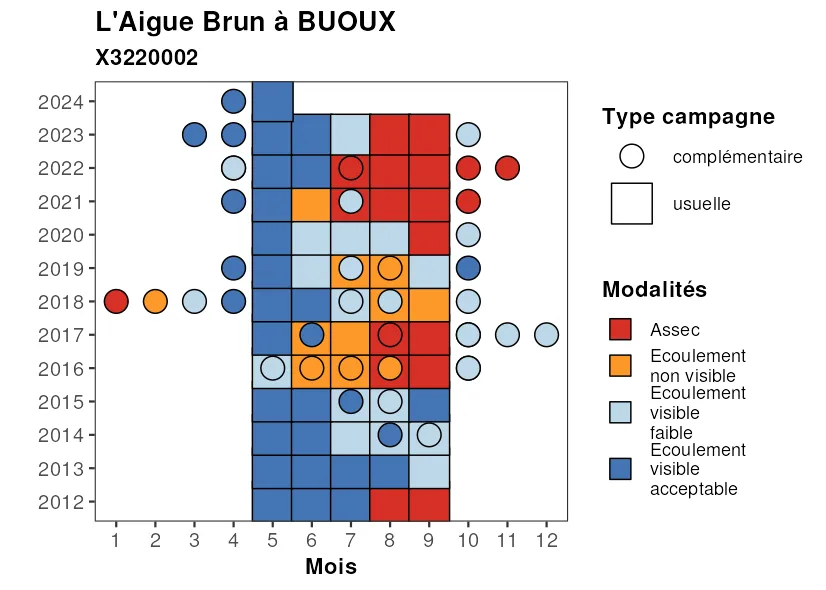 L'Aigue Brun à BUOUX
X3220002
2024
2023
2022
2021
2020
2019
2018
2017
2016
2015
2014
2013
2012
1 2 3 4 5 6 7 8 9 10 11 12
Mois
Type campagne
complémentaire
usuelle
Modalités
Assec
Ecoulement
non visible
Ecoulement
visible
faible
Ecoulement
visible
acceptable